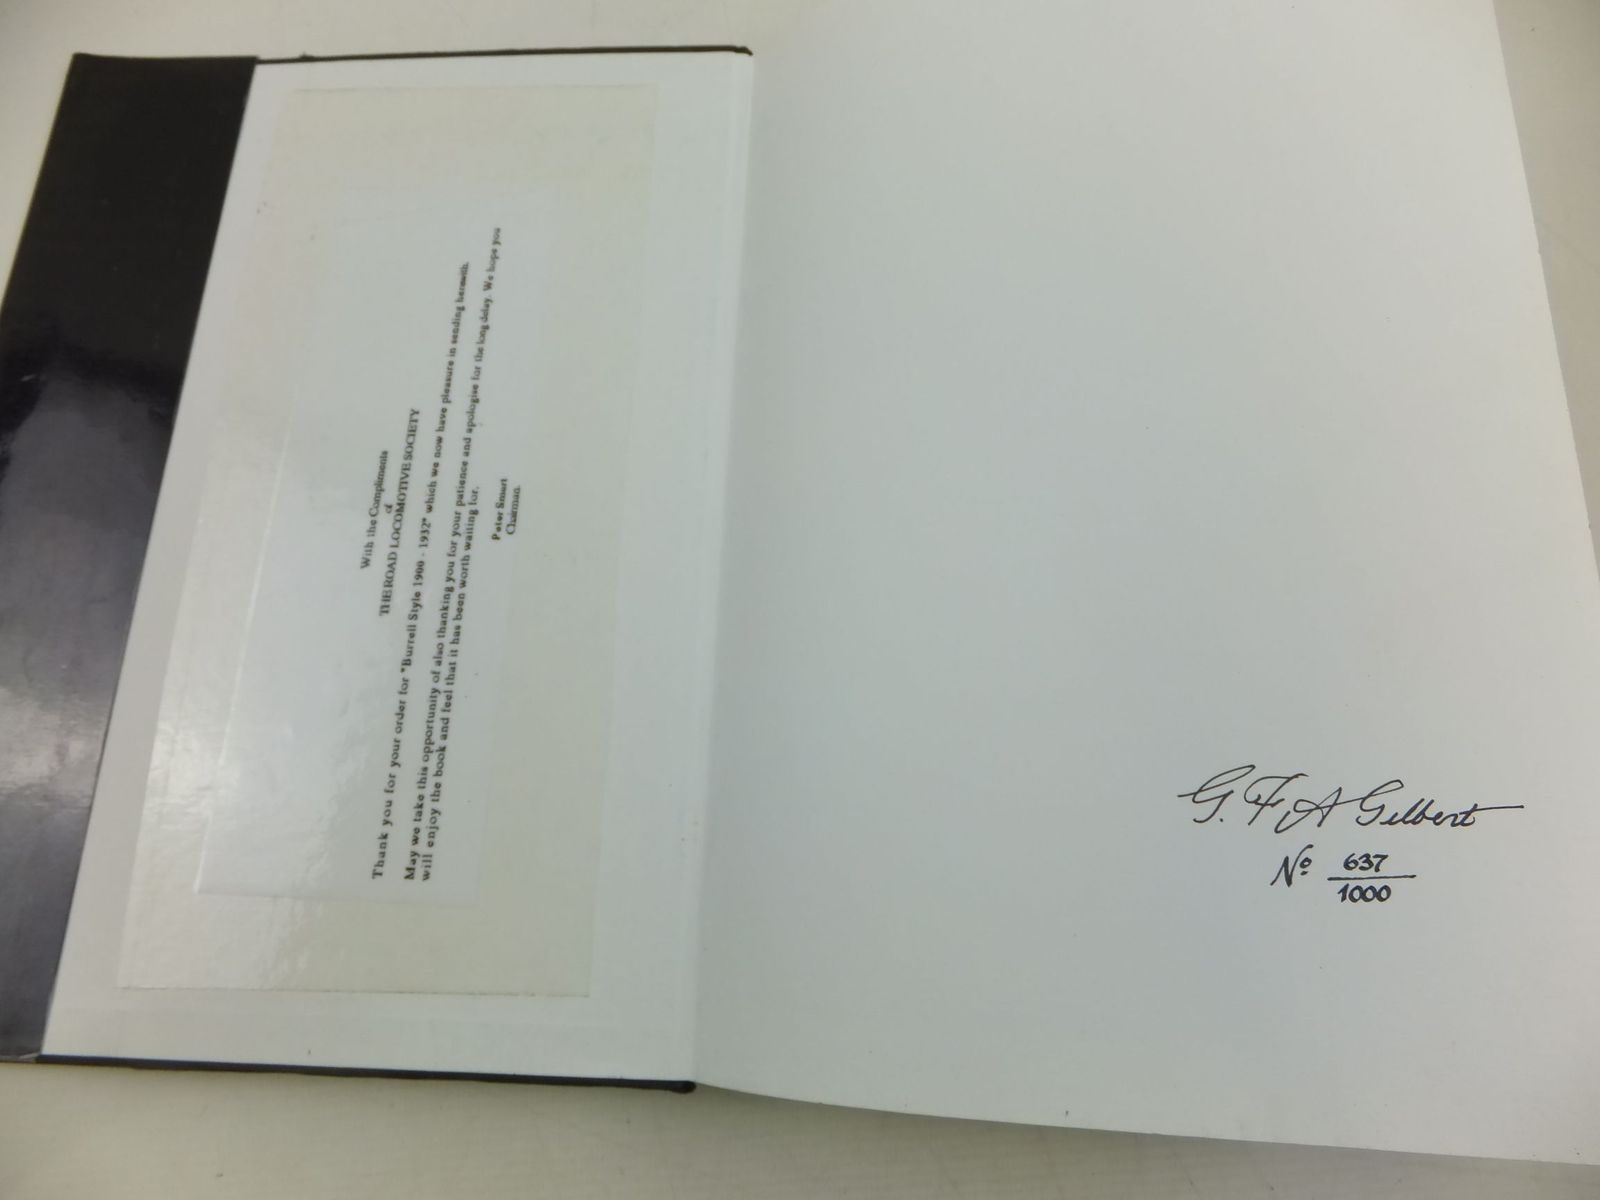 With the Compliments
of
THE ROAD LOCOMOTIVE SOCIETY
Thank you for your order for "Burrell Style 1900 - 1932" which we now have pleasure in sending herewith.
May we take this opportunity of also thanking you for your patience and apologise for the long delay. We hope you
will enjoy the book and feel that it has been worth waiting for.
Peter Smart
Chairman.
G. F A Gilbert
Nº 637
1000